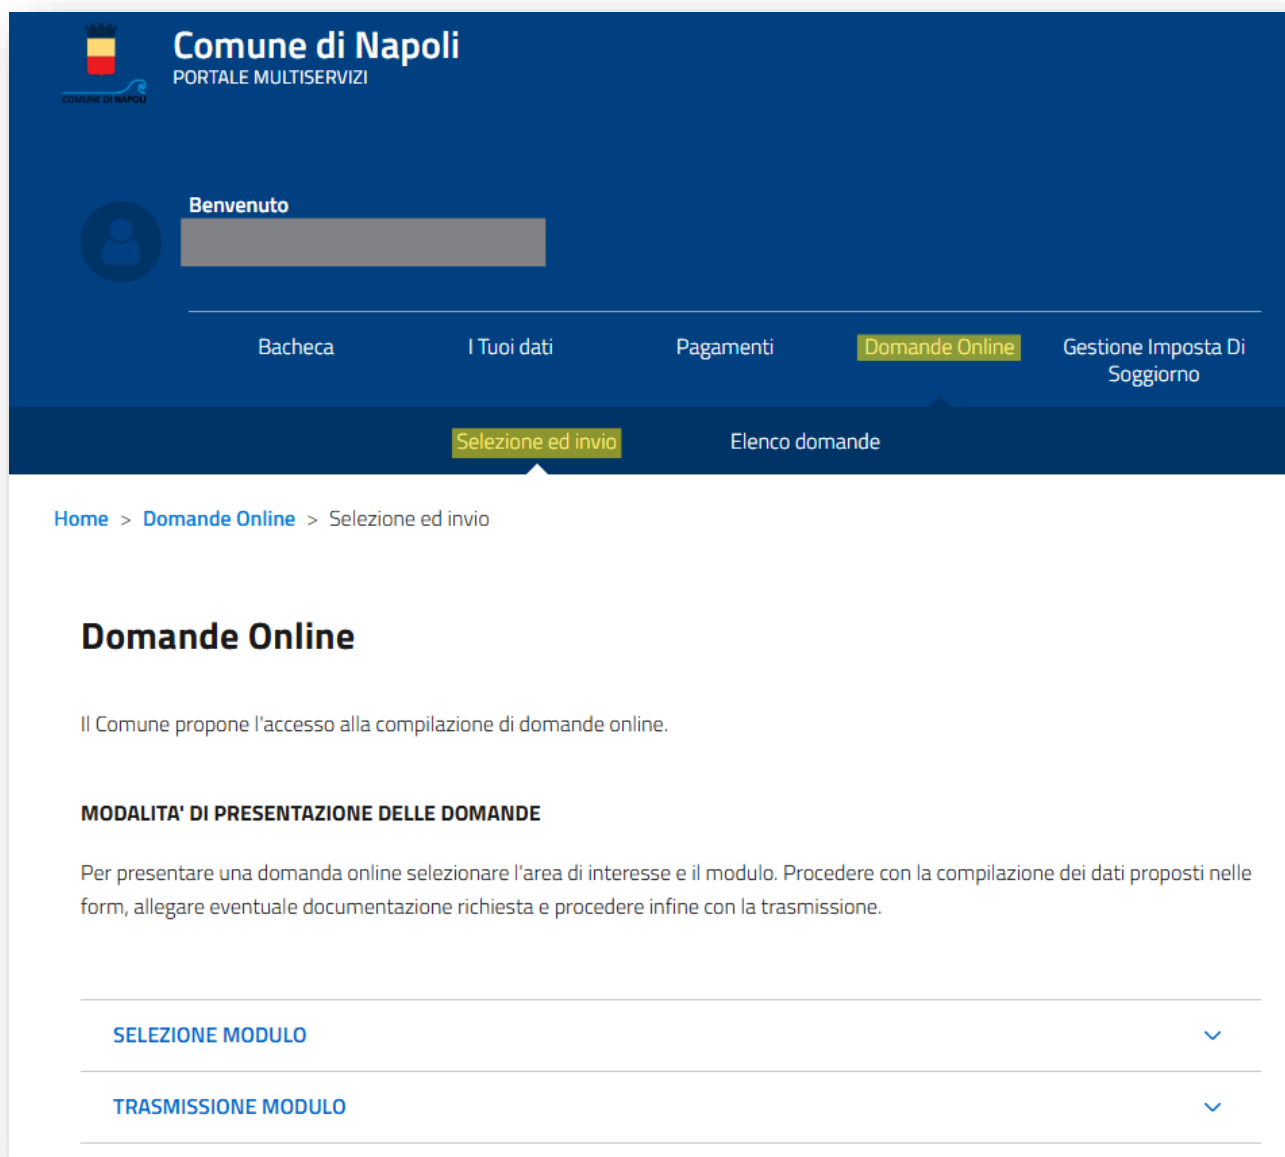 Comune di Napoli
PORTALE MULTISERVIZI
COMUNE DI NAPOLI
Benvenuto
Bacheca
I Tuoi dati
Pagamenti
Domande Online
Gestione Imposta Di
Soggiorno
Selezione ed invio
Elenco domande
Home > Domande Online > Selezione ed invio
Domande Online
Il Comune propone l'accesso alla compilazione di domande online.
MODALITA' DI PRESENTAZIONE DELLE DOMANDE
Per presentare una domanda online selezionare l'area di interesse e il modulo. Procedere con la compilazione dei dati proposti nelle
form, allegare eventuale documentazione richiesta e procedere infine con la trasmissione.
SELEZIONE MODULO
TRASMISSIONE MODULO